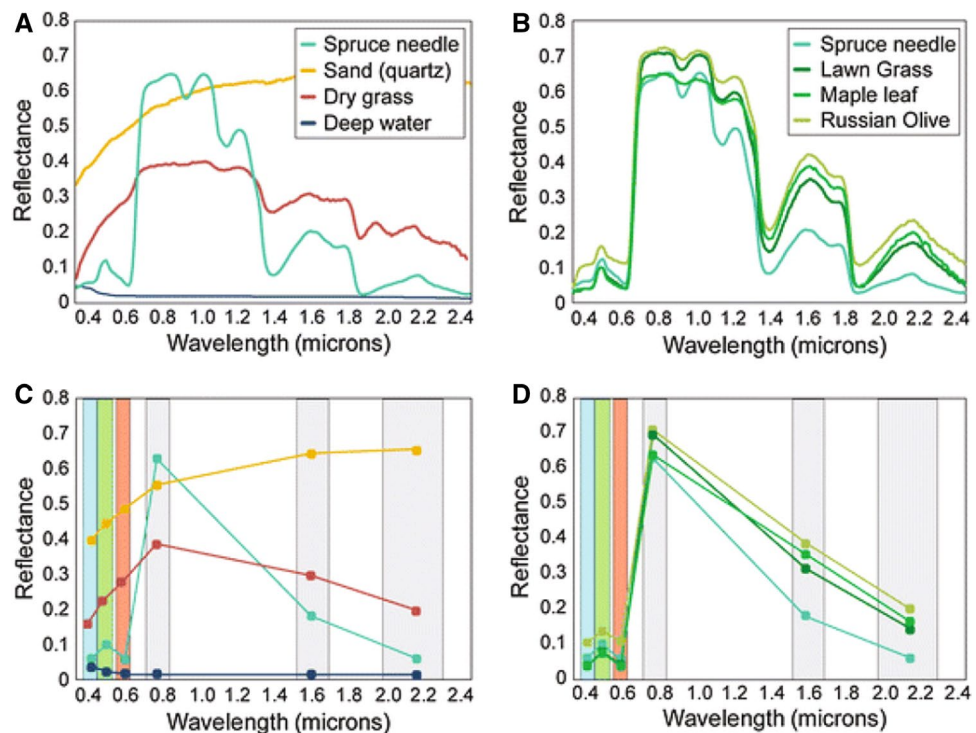 A
0.8
0.7
0.6
0.5
0.4
0.3
0.2
0.1
0
Reflectance
Spruce needle
Sand (quartz)
Dry grass
Deep water
0.4 0.6 0.8 1.0 1.2 1.4 1.6 1.8 2.0 2.2 2.4
Wavelength (microns)
B
0.8
0.7
0.6
0.5
0.4
0.3
0.2
0.1
0
Reflectance
Spruce needle
Lawn Grass
Maple leaf
Russian Olive
0.4 0.6 0.8 1.0 1.2 1.4 1.6 1.8 2.0 2.2 2.4
Wavelength (microns)
C
0.8
0.7
0.6
0.5
0.4
0.3
0.2
0.1
0
Reflectance
0.4 0.6 0.8 1.0 1.2 1.4 1.6 1.8 2.0 2.2 2.4
Wavelength (microns)
D
0.8
0.7
0.6
0.5
0.4
0.3
0.2
0.1
0
Reflectance
0.4 0.6 0.8 1.0 1.2 1.4 1.6 1.8 2.0 2.2 2.4
Wavelength (microns)